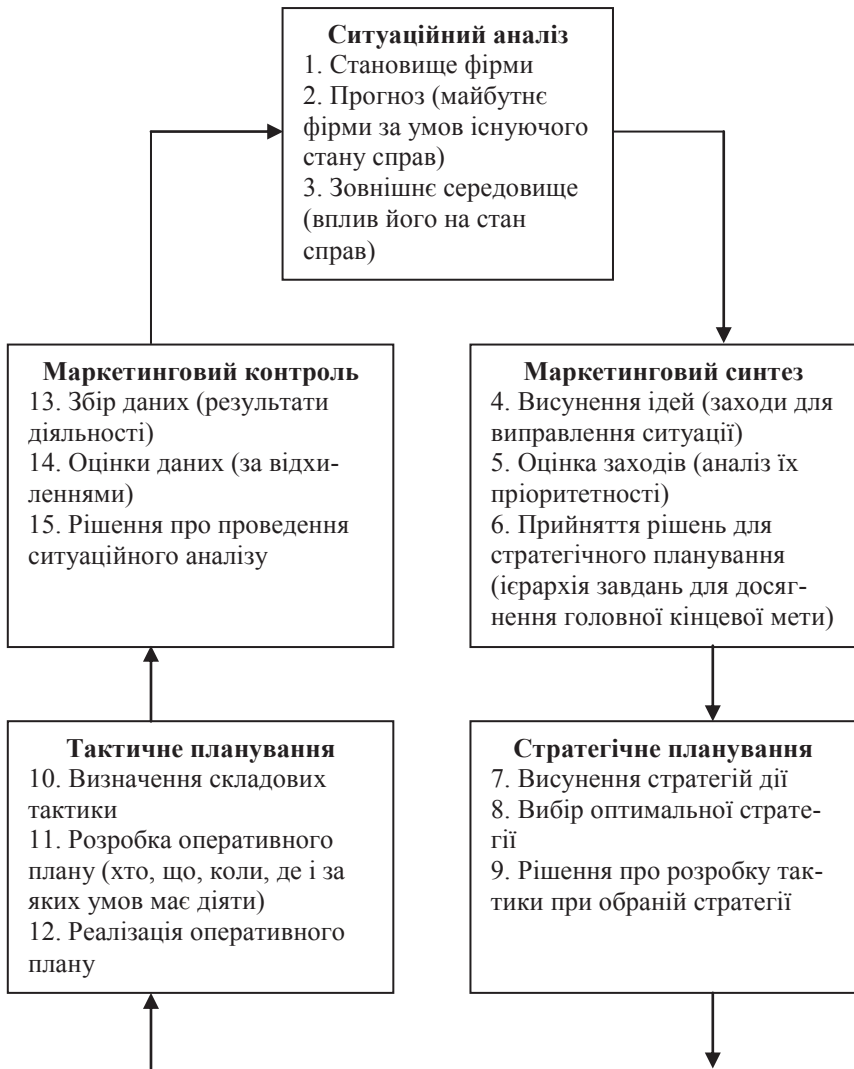 Ситуаційний аналіз
1. Становище фірми
2. Прогноз (майбутнє
фірми за умов існуючого
стану справ)
3. Зовнішнє середовище
(вплив його на стан
справ)
Маркетинговий контроль
13. Збір даних (результати
діяльності)
14. Оцінки даних (за відхи-
леннями)
15. Рішення про проведення
ситуаційного аналізу
Маркетинговий синтез
4. Висунення ідей (заходи для
виправлення ситуації)
5. Оцінка заходів (аналіз їх
пріоритетності)
6. Прийняття рішень для
стратегічного планування
(ієрархія завдань для досяг-
нення головної кінцевої мети)
Тактичне планування
10. Визначення складових
тактики
11. Розробка оперативного
плану (хто, що, коли, де і за
яких умов має діяти)
12. Реалізація оперативного
плану
Стратегічне планування
7. Висунення стратегій дії
8. Вибір оптимальної страте-
гії
9. Рішення про розробку так-
тики при обраній стратегії